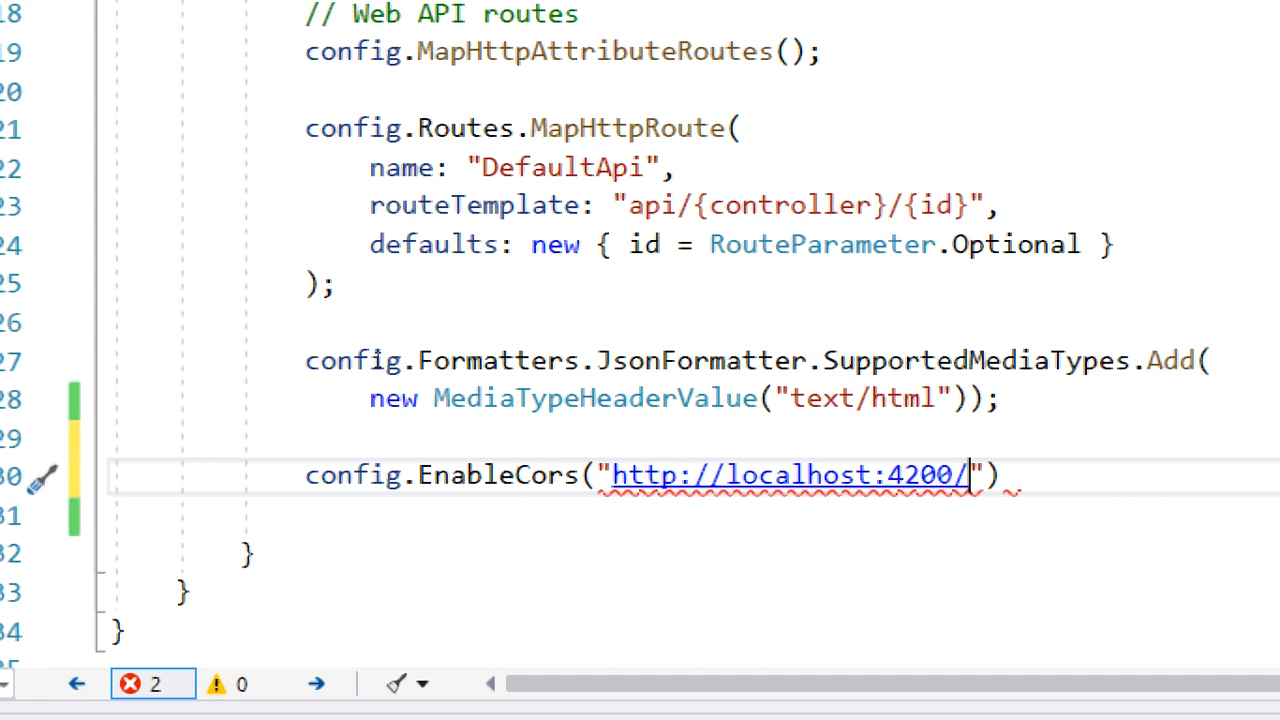 18 // Web API routes
19 config.MapHttpAttributeRoutes();
20
21 config.Routes.MapHttpRoute(
22 name: "DefaultApi",
23 routeTemplate: "api/{controller}/{id}",
24 defaults: new { id = RouteParameter.Optional }
25 );
26
27 config.Formatters.JsonFormatter.SupportedMediaTypes.Add(
28 new MediaTypeHeaderValue("text/html"));
29
30 config.EnableCors("http://localhost:4200/")
31
32 }
33 }
34 }
35
2 0